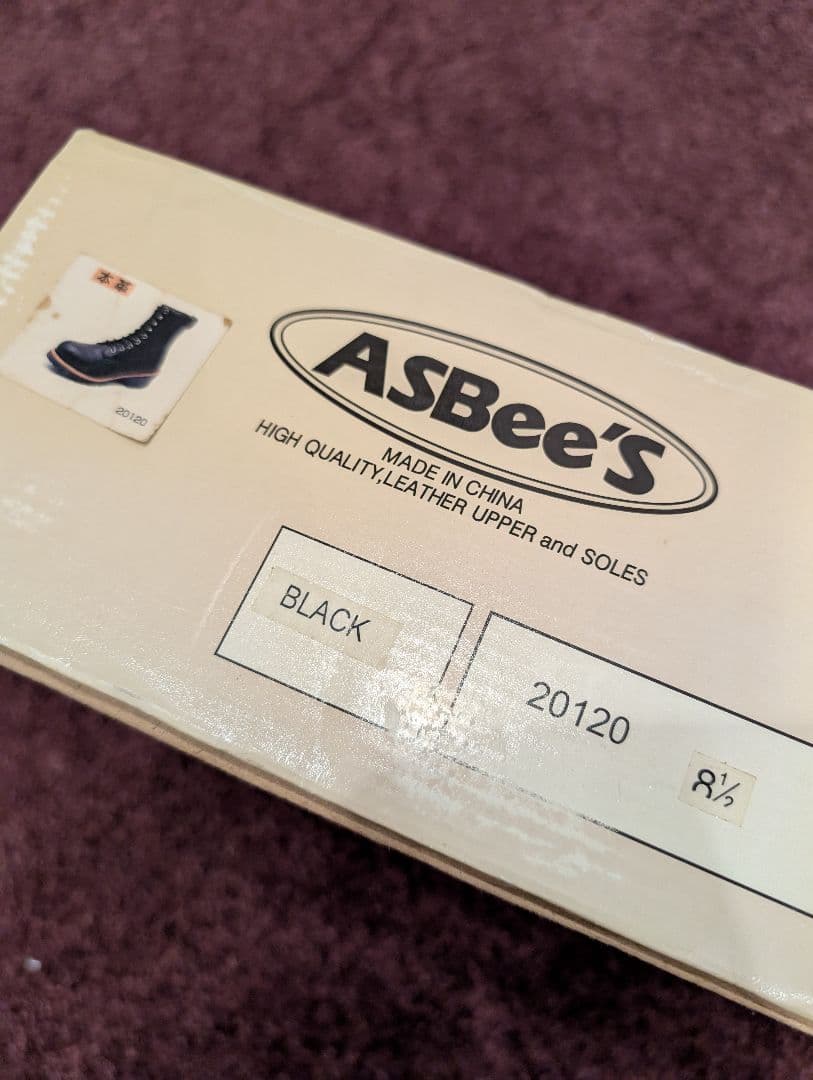 本革
20120
ASBee'S
MADE IN CHINA
HIGH QUALITY,LEATHER UPPER and SOLES
BLACK
20120
8½